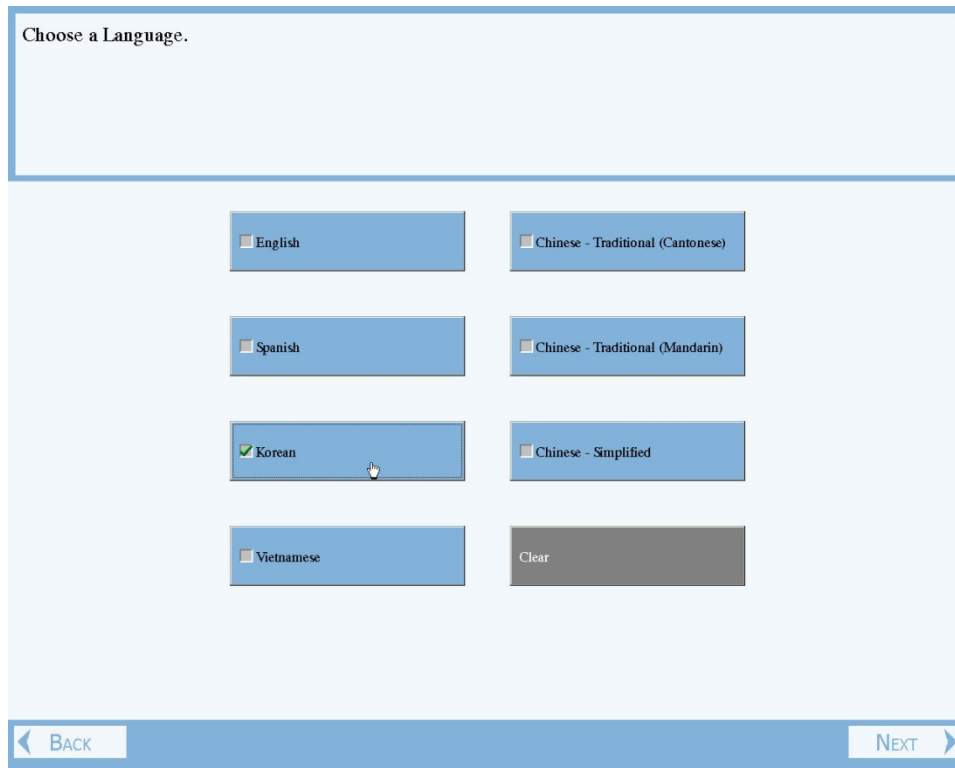 Choose a Language.
English
Chinese - Traditional (Cantonese)
Spanish
Chinese - Traditional (Mandarin)
Korean
Chinese - Simplified
Vietnamese
Clear
BACK
NEXT